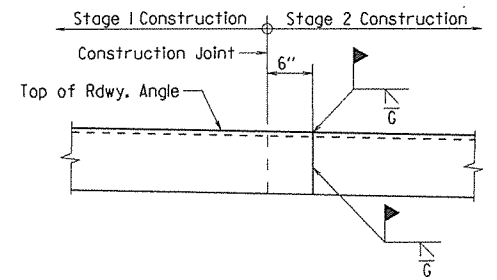 Stage 1 Construction
Stage 2 Construction
Construction Joint
6"
Top of Rdwy. Angle
G
G